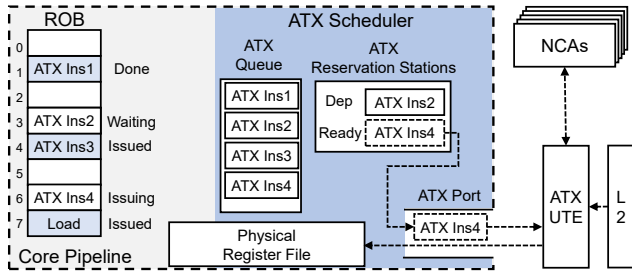 ROB
0
1 ATX Ins1 Done
2
3 ATX Ins2 Waiting
4 ATX Ins3 Issued
5
6 ATX Ins4 Issuing
7 Load Issued
Core Pipeline
ATX Scheduler
ATX
Queue
ATX Ins1
ATX Ins2
ATX Ins3
ATX Ins4
ATX
Reservation Stations
Dep ATX Ins2
Ready ATX Ins4
ATX Port
ATX Ins4
Physical
Register File
NCAs
ATX
UTE
L
2